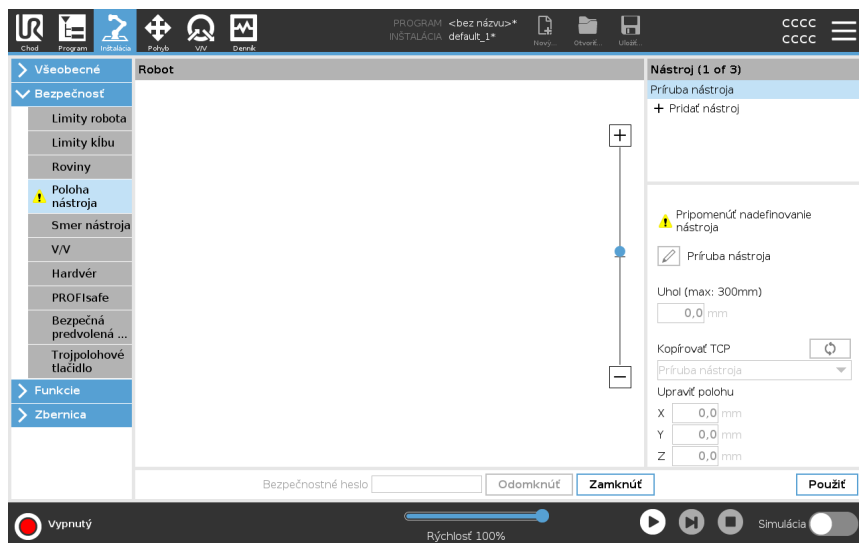 PROGRAM <bez názvu>*
INŠTALÁCIA default_1*
CCCC
CCCC
Chod Program Inštalácia Pohyb V/V Denník Nový... Otvoriť... Uložiť...
Všeobecné
Bezpečnosť
Limity robota
Limity kĺbu
Roviny
Poloha
nástroja
Smer nástroja
V/V
Hardvér
PROFIsafe
Bezpečná
predvolená ...
Trojpolohové
tlačidlo
Funkcie
Zbernica
Robot
Nástroj (1 of 3)
Príruba nástroja
+ Pridať nástroj
Pripomenúť nadefinovanie
nástroja
Príruba nástroja
Uhol (max: 300mm)
0,0 mm
Kopírovať TCP
Príruba nástroja
Upraviť polohu
X 0,0 mm
Y 0,0 mm
Z 0,0 mm
Bezpečnostné heslo Odomknúť Zamknúť Použiť
Vypnutý
Rýchlosť 100%
Simulácia